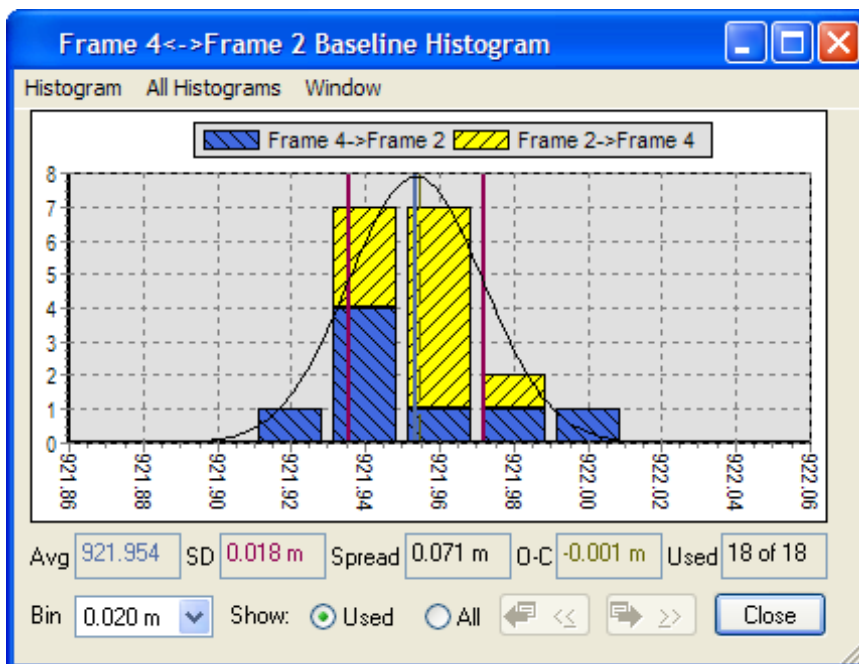 Frame 4<->Frame 2 Baseline Histogram
Histogram All Histograms Window
Frame 4->Frame 2 Frame 2->Frame 4
8
7
6
5
4
3
2
1
0
921.86 921.88 921.90 921.92 921.94 921.96 921.98 922.00 922.02 922.04 922.06
Avg 921.954 SD 0.018 m Spread 0.071 m O-C -0.001 m Used 18 of 18
Bin 0.020 m Show: Used All << >> Close